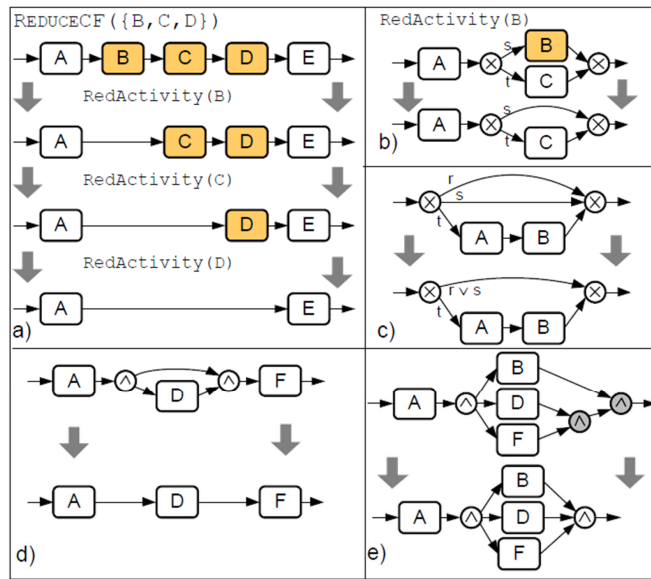 REDUCECF({B,C,D})
A B C D E
RedActivity(B)
A C D E
RedActivity(C)
A D E
RedActivity(D)
A E
a)
RedActivity(B)
s B
A × ×
t C
s
A × ×
t C
b)
r
s
× ×
t A B
r ∨ s
× ×
t A B
c)
A ∧ ∧ F
D
A D F
d)
B
A ∧ D ∧
∧
F
B
A ∧ D ∧
F
e)